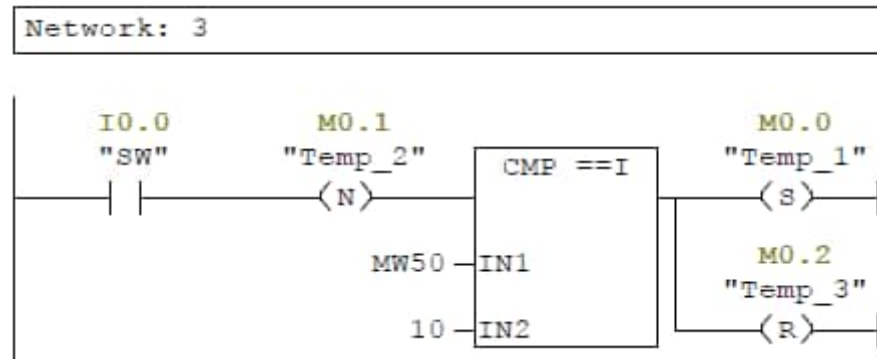 Network: 3
I0.0 M0.1 M0.0
"SW" "Temp_2" CMP ==I "Temp_1"
(N) (S)
MW50 IN1 M0.2
"Temp_3"
10 IN2 (R)